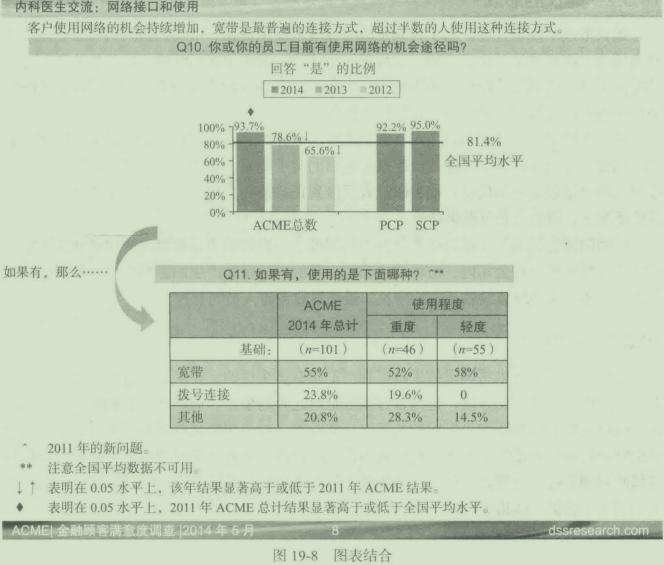 内科医生交流：网络接口和使用
客户使用网络的机会持续增加，宽带是最普遍的连接方式，超过半数的人使用这种连接方式。
Q10. 你或你的员工目前有使用网络的机会途径吗？
回答“是”的比例
■2014 ■2013 ■2012
♦
100% 93.7% 78.6%↓ 65.6%↓ 92.2% 95.0%
80%
60%
40%
20%
0%
81.4%
全国平均水平
ACME总数 PCP SCP
如果有，那么……
Q11. 如果有，使用的是下面哪种？ ^**
ACME 使用程度
2014 年总计 重度 轻度
基础： （n=101） （n=46） （n=55）
宽带 55% 52% 58%
拨号连接 23.8% 19.6% 0
其他 20.8% 28.3% 14.5%
^ 2011 年的新问题。
** 注意全国平均数据不可用。
↓↑ 表明在 0.05 水平上，该年结果显著高于或低于 2011 年 ACME 结果。
♦ 表明在 0.05 水平上，2011 年 ACME 总计结果显著高于或低于全国平均水平。
ACME| 金融顾客满意度调查 |2014 年 5 月 8 dssresearch.com
图 19-8 图表结合